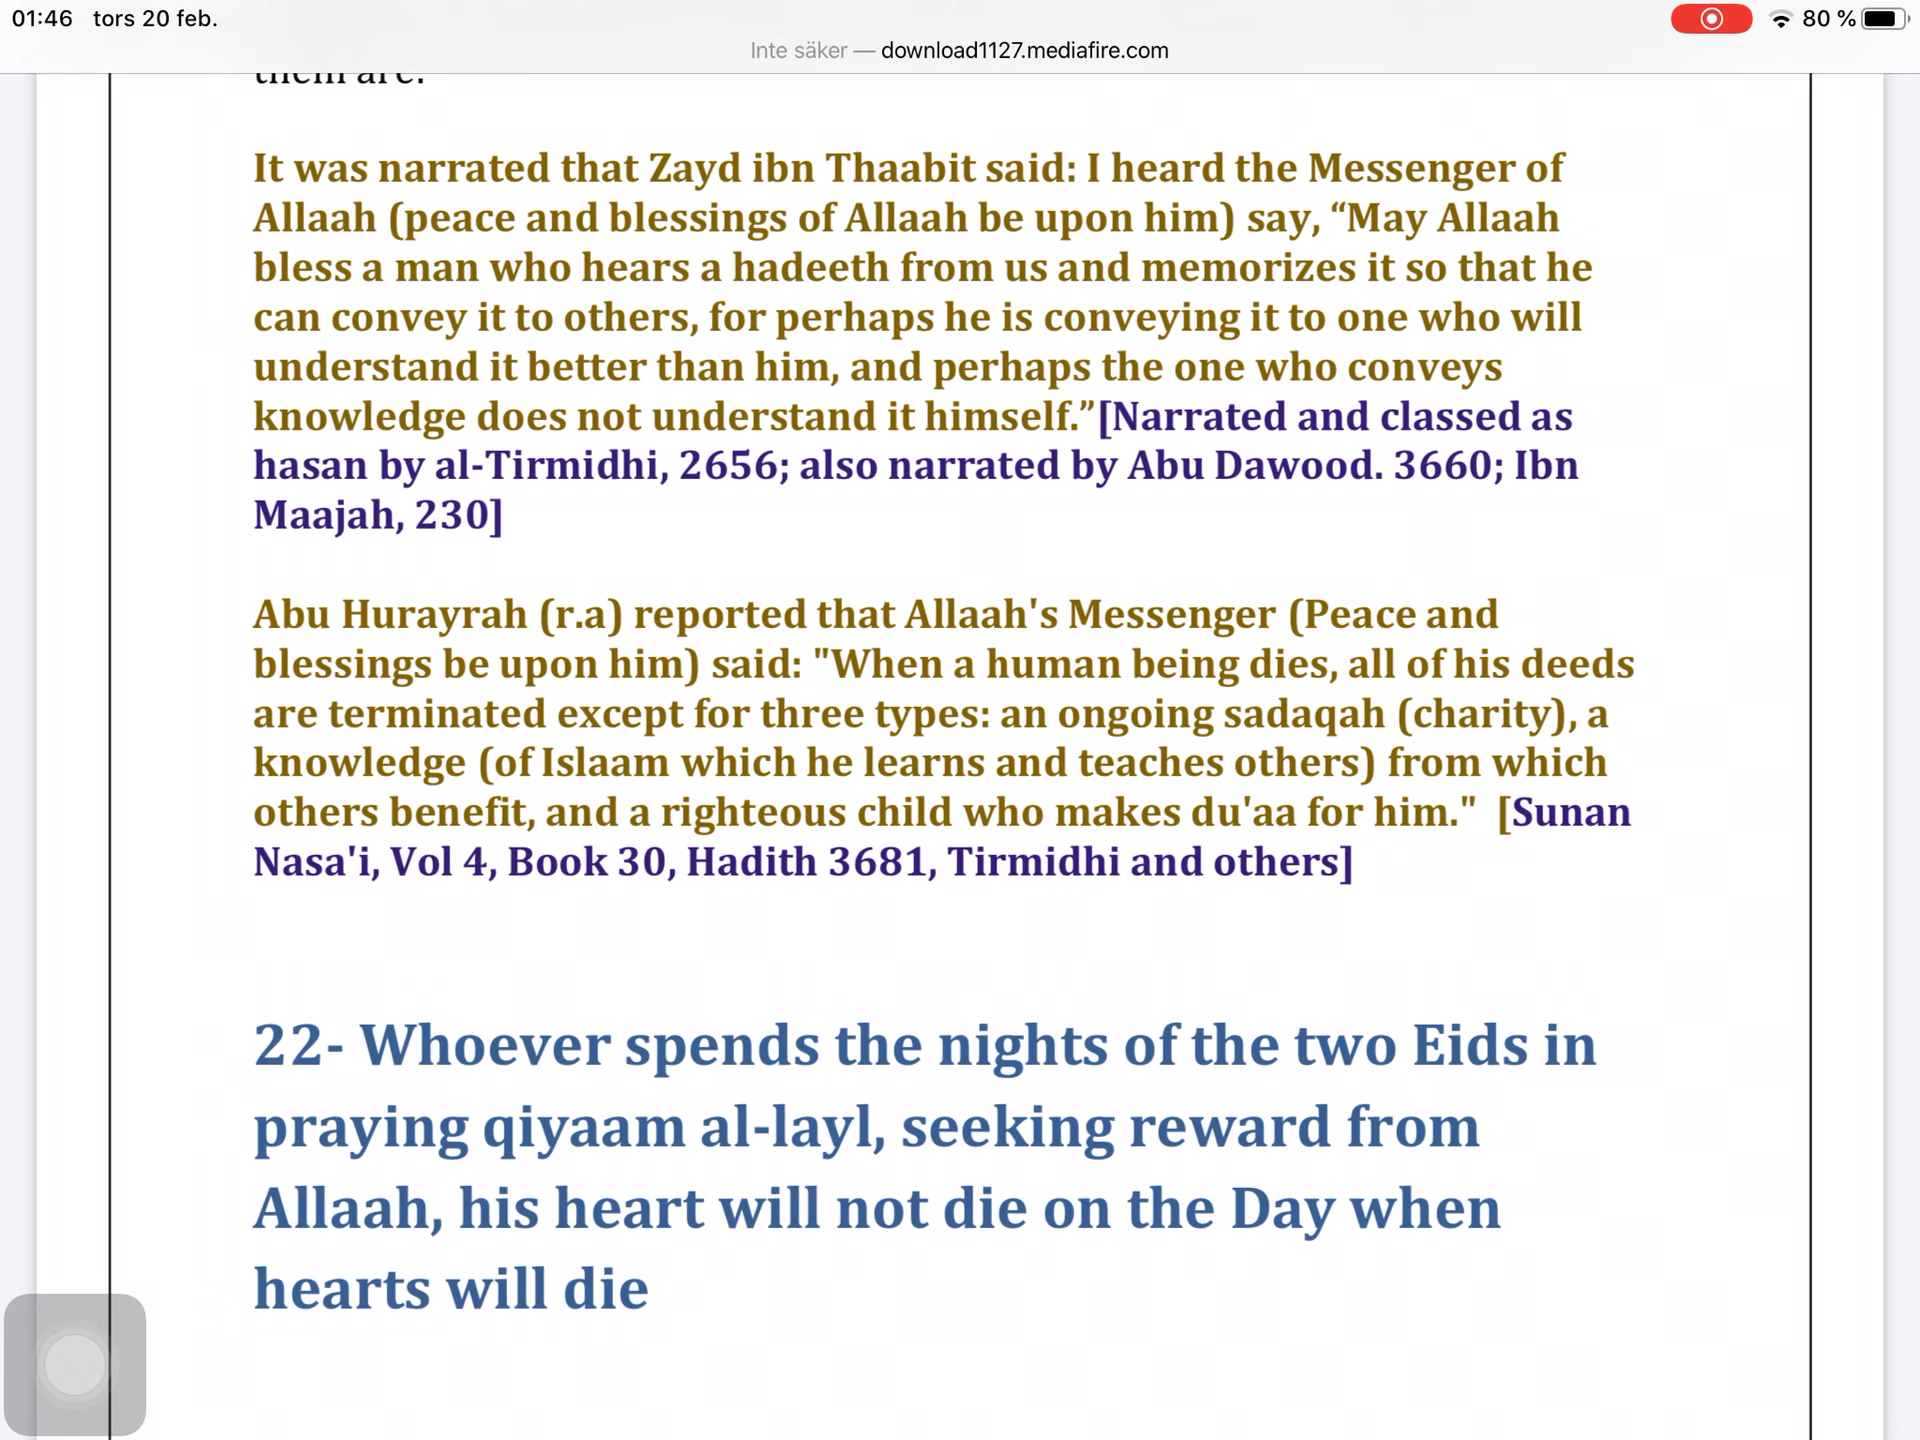 01:46 tors 20 feb.
80 %
Inte säker — download1127.mediafire.com
them are:
It was narrated that Zayd ibn Thaabit said: I heard the Messenger of
Allaah (peace and blessings of Allaah be upon him) say, “May Allaah
bless a man who hears a hadeeth from us and memorizes it so that he
can convey it to others, for perhaps he is conveying it to one who will
understand it better than him, and perhaps the one who conveys
knowledge does not understand it himself.”[Narrated and classed as
hasan by al-Tirmidhi, 2656; also narrated by Abu Dawood. 3660; Ibn
Maajah, 230]
Abu Hurayrah (r.a) reported that Allaah's Messenger (Peace and
blessings be upon him) said: "When a human being dies, all of his deeds
are terminated except for three types: an ongoing sadaqah (charity), a
knowledge (of Islaam which he learns and teaches others) from which
others benefit, and a righteous child who makes du'aa for him." [Sunan
Nasa'i, Vol 4, Book 30, Hadith 3681, Tirmidhi and others]
22- Whoever spends the nights of the two Eids in
praying qiyaam al-layl, seeking reward from
Allaah, his heart will not die on the Day when
hearts will die